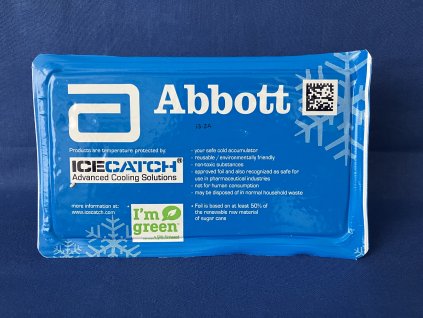 Abbott
Products are temperature protected by:
ICECATCH®
Advanced Cooling Solutions
- your safe cold accumulator
- reusable / environmentally friendly
- non-toxic substances
- approved foil and also recognized as safe for
use in pharmaceutical industries
- not for human consumption
- may be disposed of in normal household waste
more information at:
www.icecatch.com
I'm
green
• Foil is based on at least 50% of
the renewable raw material
of sugar cane